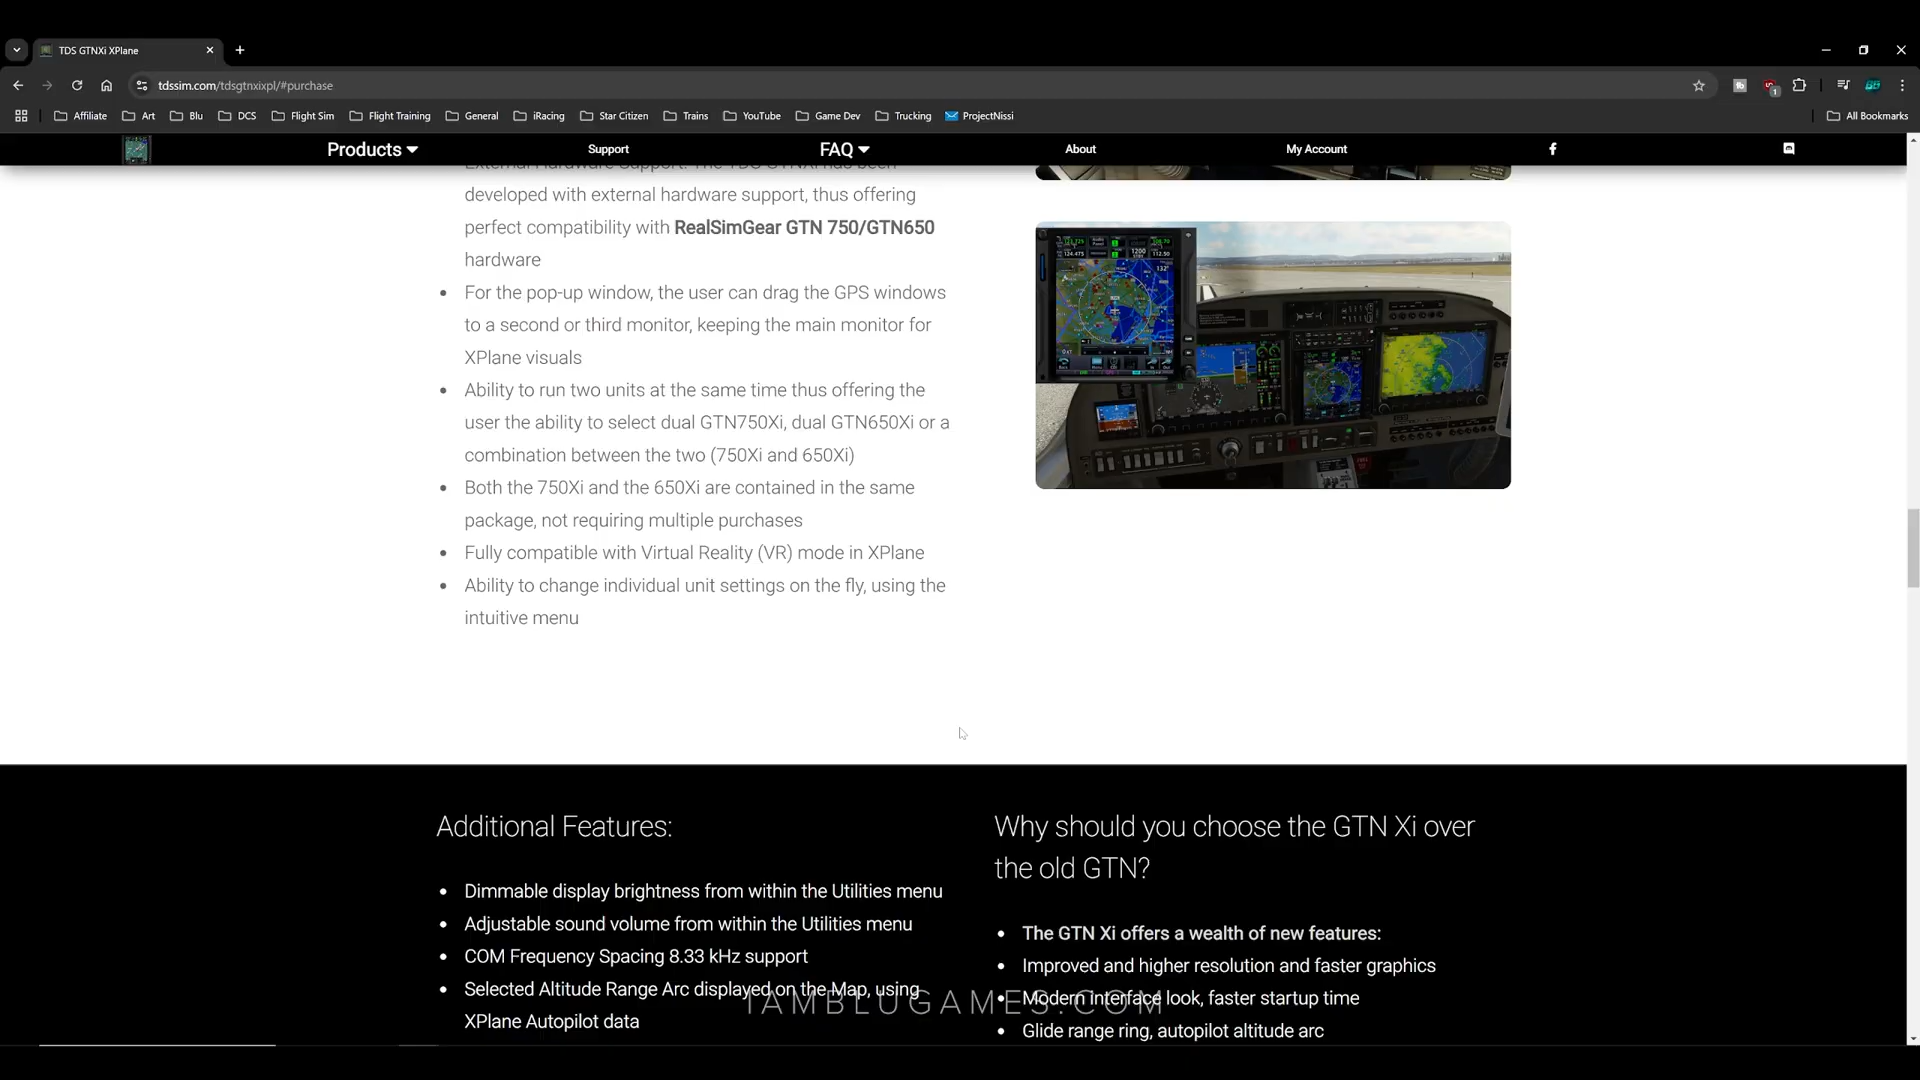 TDS GTNXi XPlane
tdssim.com/tdsgtnxixpl/#purchase
Affiliate Art Blu DCS Flight Sim Flight Training General iRacing Star Citizen Trains YouTube Game Dev Trucking ProjectNissi All Bookmarks
Products Support FAQ About My Account
External Hardware Support: The TDS GTNXi has been
developed with external hardware support, thus offering
perfect compatibility with RealSimGear GTN 750/GTN650
hardware
For the pop-up window, the user can drag the GPS windows
to a second or third monitor, keeping the main monitor for
XPlane visuals
Ability to run two units at the same time thus offering the
user the ability to select dual GTN750Xi, dual GTN650Xi or a
combination between the two (750Xi and 650Xi)
Both the 750Xi and the 650Xi are contained in the same
package, not requiring multiple purchases
Fully compatible with Virtual Reality (VR) mode in XPlane
Ability to change individual unit settings on the fly, using the
intuitive menu
Additional Features:
Dimmable display brightness from within the Utilities menu
Adjustable sound volume from within the Utilities menu
COM Frequency Spacing 8.33 kHz support
Selected Altitude Range Arc displayed on the Map, using
XPlane Autopilot data
Why should you choose the GTN Xi over
the old GTN?
The GTN Xi offers a wealth of new features:
Improved and higher resolution and faster graphics
Modern interface look, faster startup time
Glide range ring, autopilot altitude arc
TAMBLUGAMES.COM